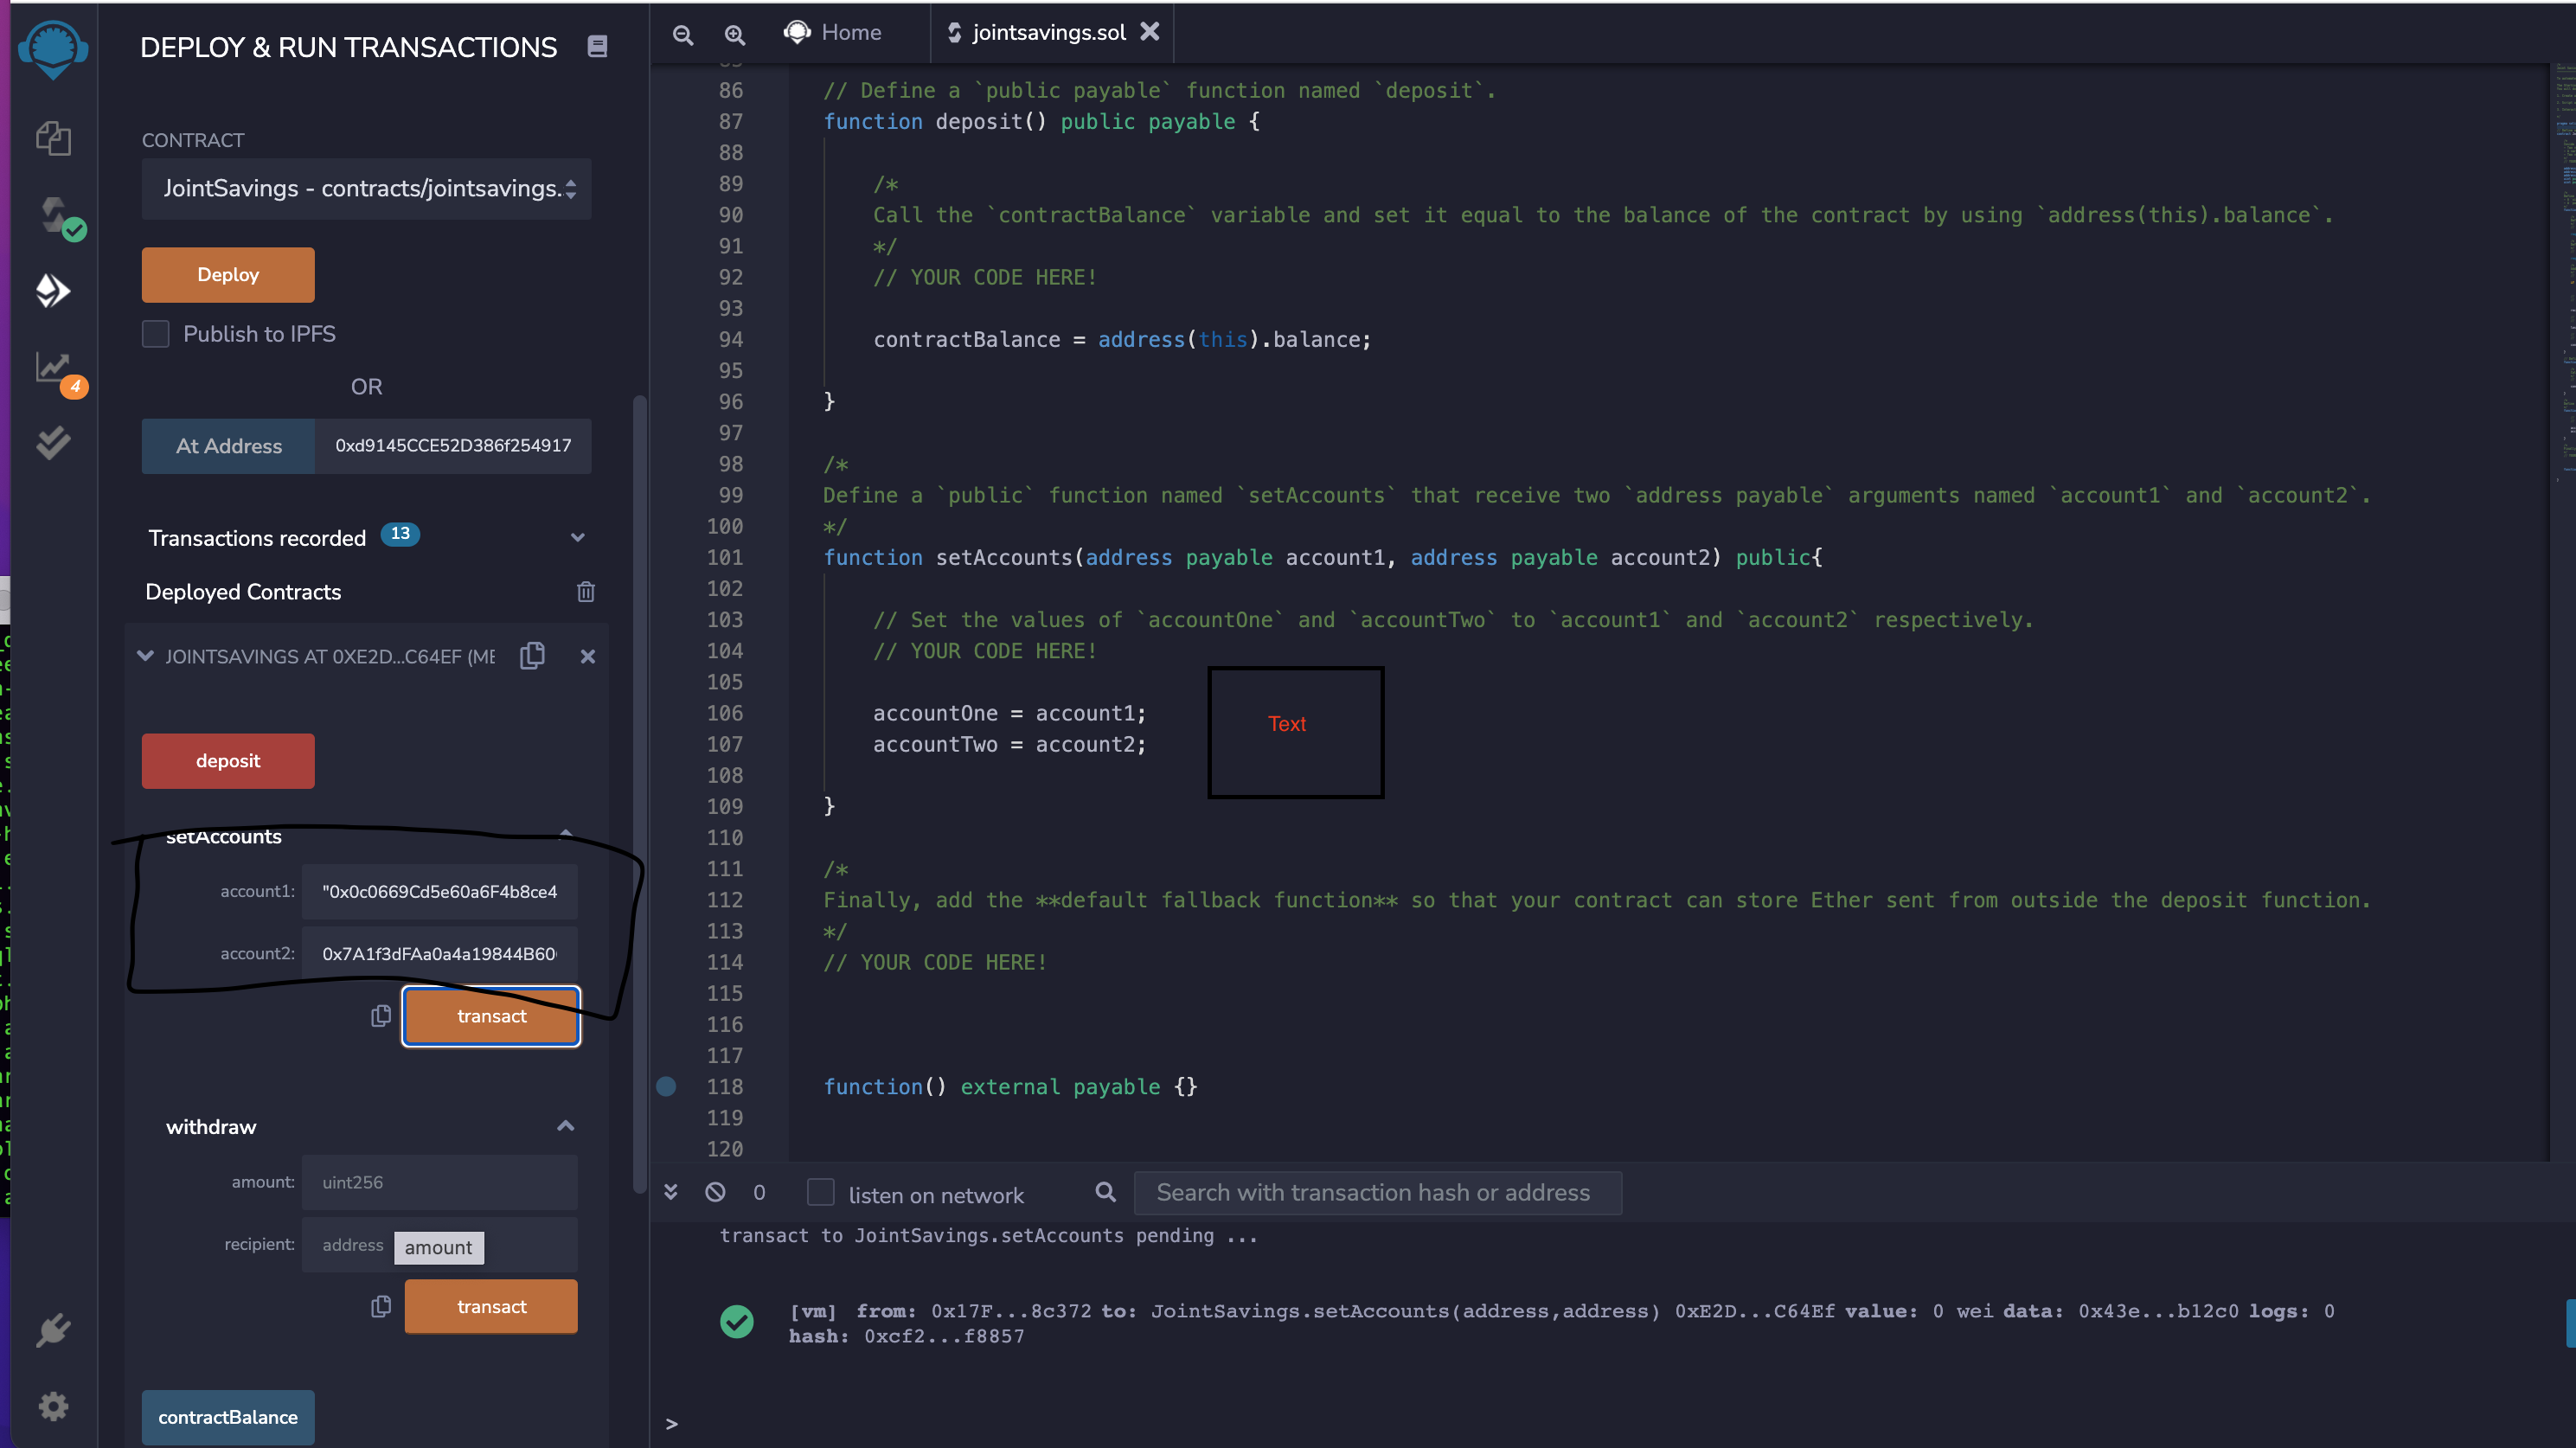 DEPLOY & RUN TRANSACTIONS
CONTRACT
JointSavings - contracts/jointsavings.
Deploy
Publish to IPFS
OR
At Address 0xd9145CCE52D386f254917
Transactions recorded 13
Deployed Contracts
JOINTSAVINGS AT 0XE2D...C64EF (ME
deposit
setAccounts
account1: "0x0c0669Cd5e60a6F4b8ce4
account2: 0x7A1f3dFAa0a4a19844B60
transact
withdraw
amount: uint256
recipient: address amount
transact
contractBalance
4
Home jointsavings.sol
86 // Define a `public payable` function named `deposit`.
87 function deposit() public payable {
88
89 /*
90 Call the `contractBalance` variable and set it equal to the balance of the contract by using `address(this).balance`.
91 */
92 // YOUR CODE HERE!
93
94 contractBalance = address(this).balance;
95
96 }
97
98 /*
99 Define a `public` function named `setAccounts` that receive two `address payable` arguments named `account1` and `account2`.
100 */
101 function setAccounts(address payable account1, address payable account2) public{
102
103 // Set the values of `accountOne` and `accountTwo` to `account1` and `account2` respectively.
104 // YOUR CODE HERE!
105
106 accountOne = account1;
Text
107 accountTwo = account2;
108
109 }
110
111 /*
112 Finally, add the **default fallback function** so that your contract can store Ether sent from outside the deposit function.
113 */
114 // YOUR CODE HERE!
115
116
117
118 function() external payable {}
119
120
0 listen on network Search with transaction hash or address
transact to JointSavings.setAccounts pending ...
[vm] from: 0x17F...8c372 to: JointSavings.setAccounts(address,address) 0xE2D...C64Ef value: 0 wei data: 0x43e...b12c0 logs: 0
hash: 0xcf2...f8857
>